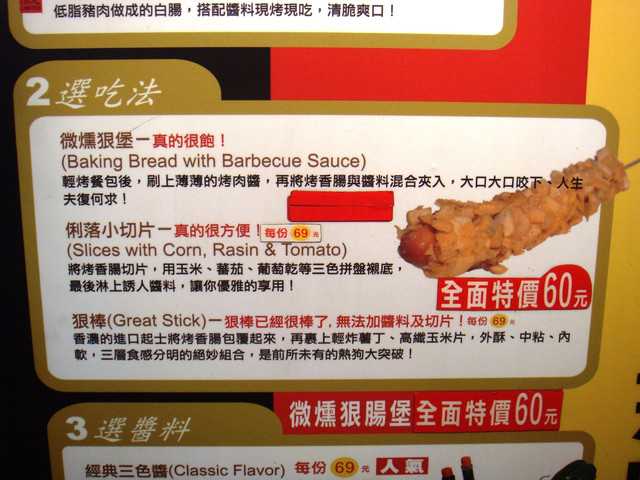 低脂豬肉做成的白腸，搭配醬料現烤現吃，清脆爽口！
2 選吃法
微燻狠堡－真的很飽！
(Baking Bread with Barbecue Sauce)
輕烤餐包後，刷上薄薄的烤肉醬，再將烤香腸與醬料混合夾入，大口大口咬下、人生
夫復何求！
俐落小切片－真的很方便！ 每份 69 元
(Slices with Corn, Rasin & Tomato)
將烤香腸切片，用玉米、蕃茄、葡萄乾等三色拼盤襯底，
最後淋上誘人醬料，讓你優雅的享用！
全面特價60元
狠棒(Great Stick)－狠棒已經很棒了, 無法加醬料及切片！每份 69 元
香濃的進口起士將烤香腸包覆起來，再裹上輕炸薯丁、高纖玉米片，外酥、中粘、內
軟，三層食感分明的絕妙組合，是前所未有的熱狗大突破！
微燻狠腸堡 全面特價60元
3 選醬料
經典三色醬(Classic Flavor) 每份 69 元 人氣